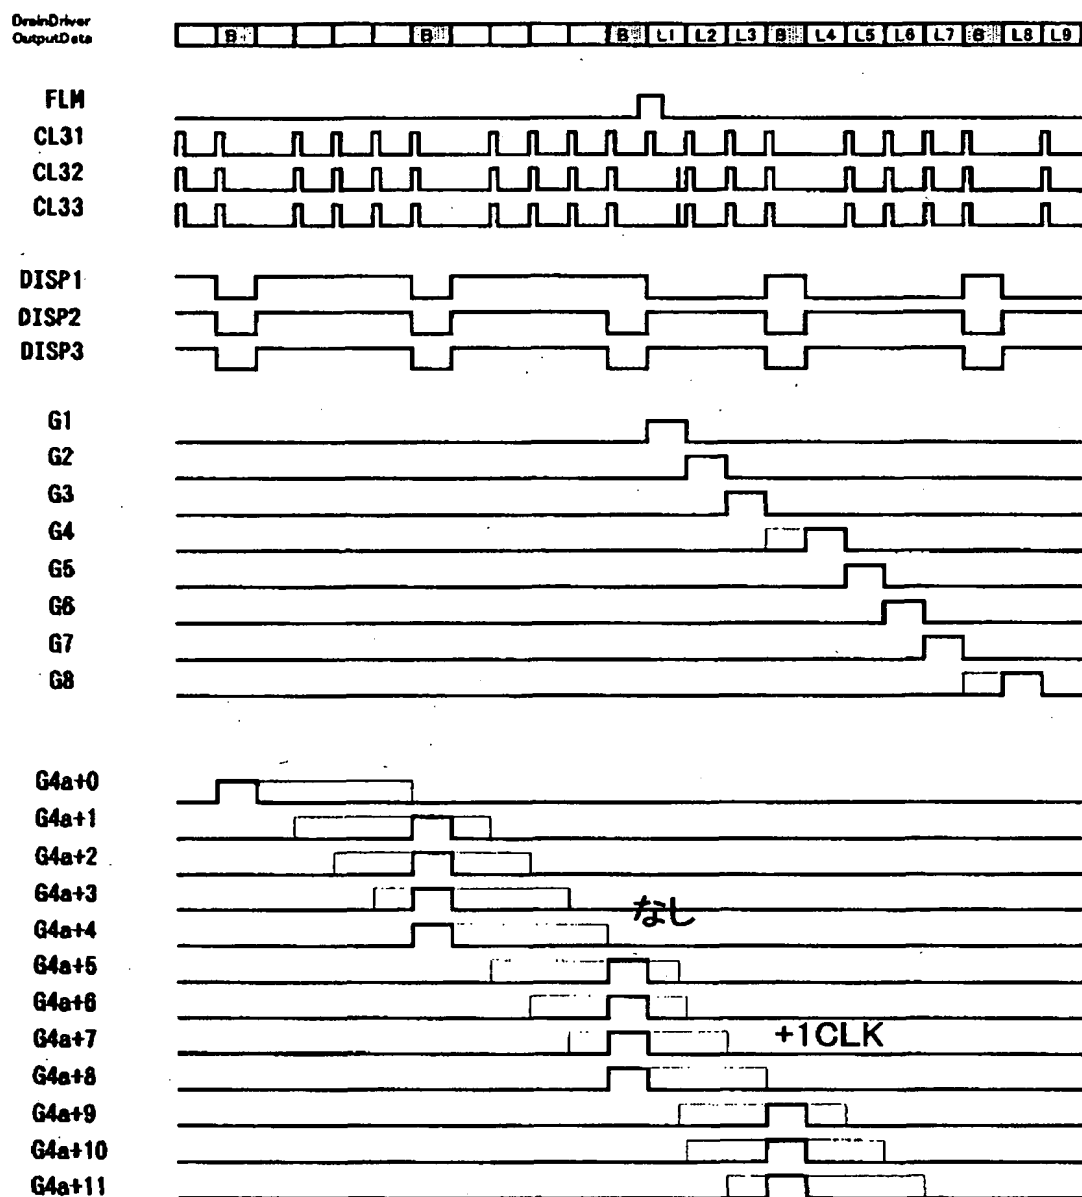 DrainDriver
OutputData
B B B L1 L2 L3 B L4 L5 L6 L7 B L8 L9
FLM
CL31
CL32
CL33
DISP1
DISP2
DISP3
G1
G2
G3
G4
G5
G6
G7
G8
G4a+0
G4a+1
G4a+2
G4a+3
なし
G4a+4
G4a+5
G4a+6
G4a+7
+1CLK
G4a+8
G4a+9
G4a+10
G4a+11